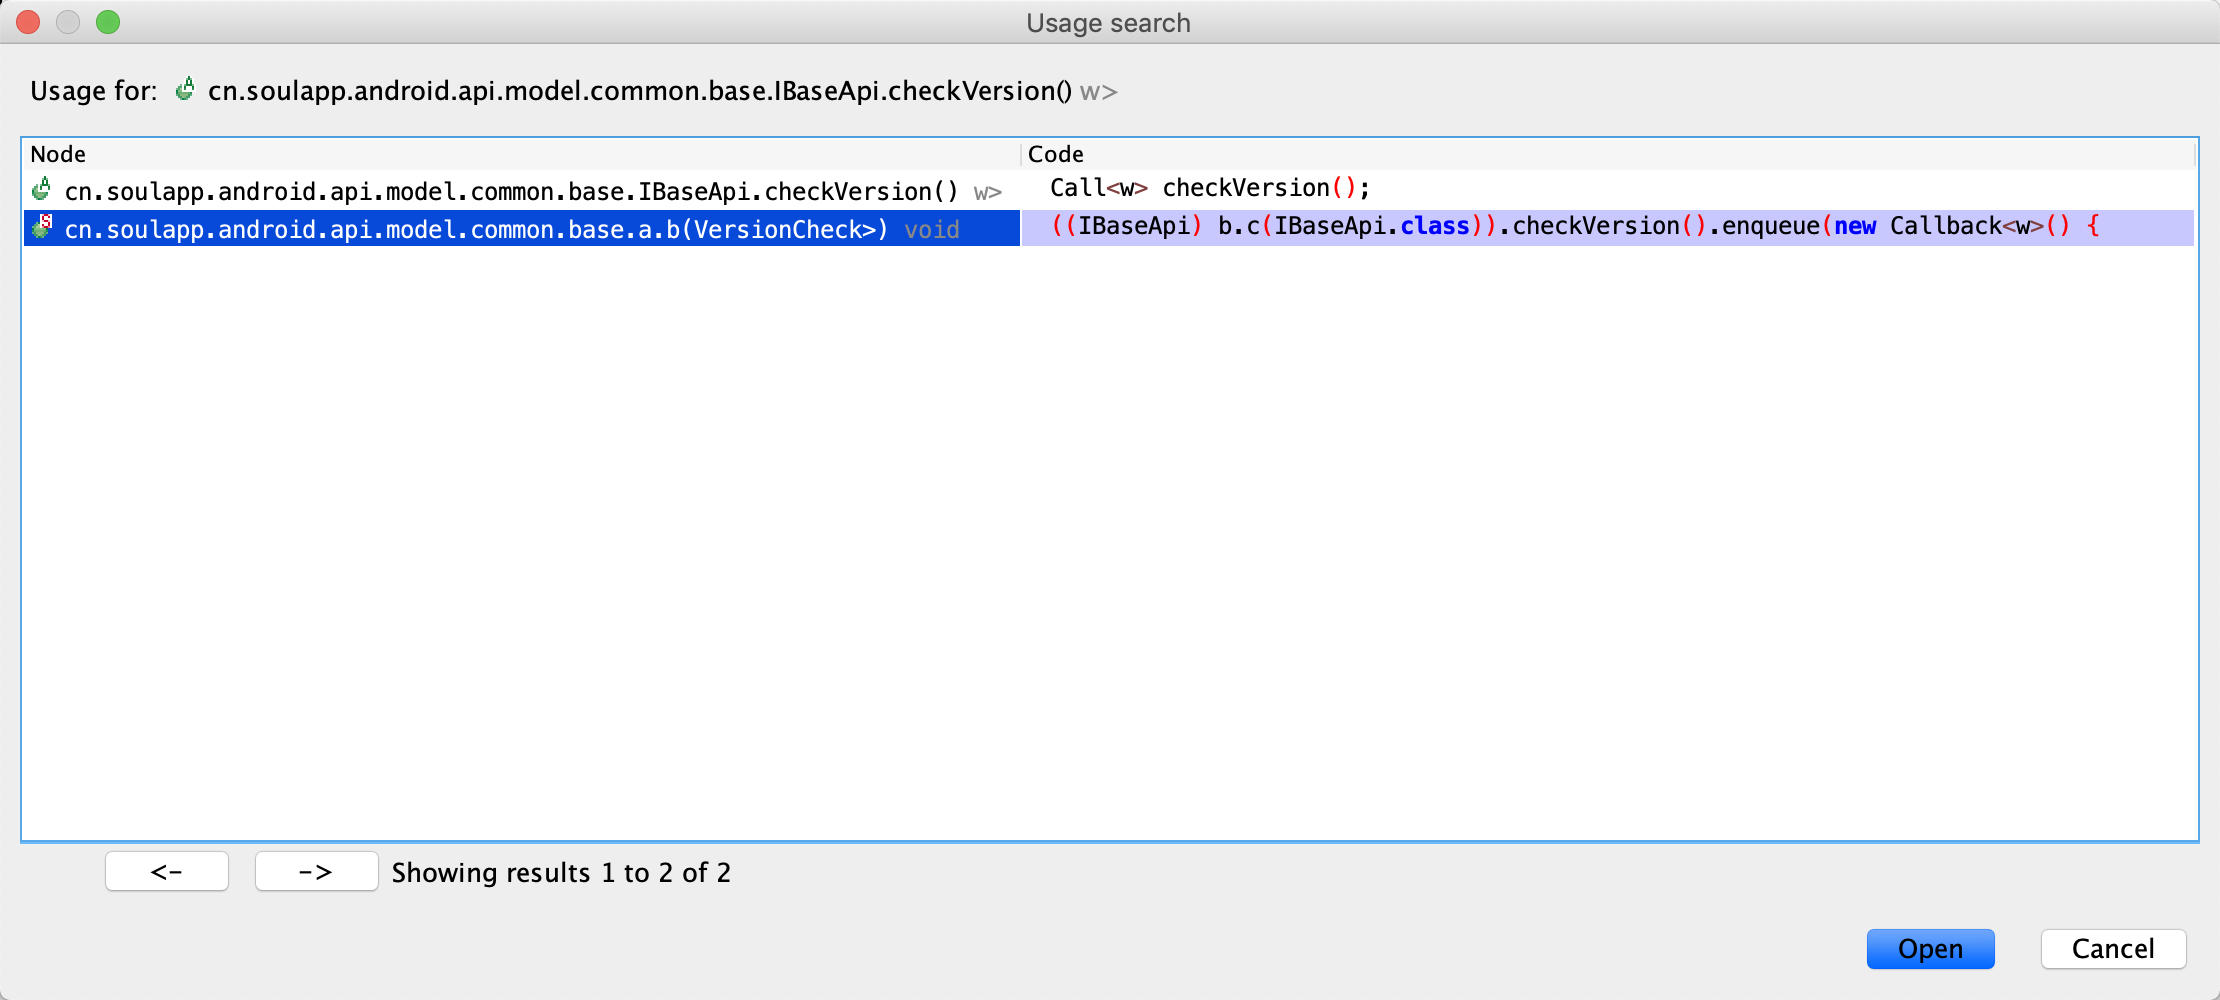 Usage search
Usage for: cn.soulapp.android.api.model.common.base.IBaseApi.checkVersion() w>
Node Code
cn.soulapp.android.api.model.common.base.IBaseApi.checkVersion() w> Call<w> checkVersion();
cn.soulapp.android.api.model.common.base.a.b(VersionCheck>) void ((IBaseApi) b.c(IBaseApi.class)).checkVersion().enqueue(new Callback<w>() {
<- -> Showing results 1 to 2 of 2
Open Cancel